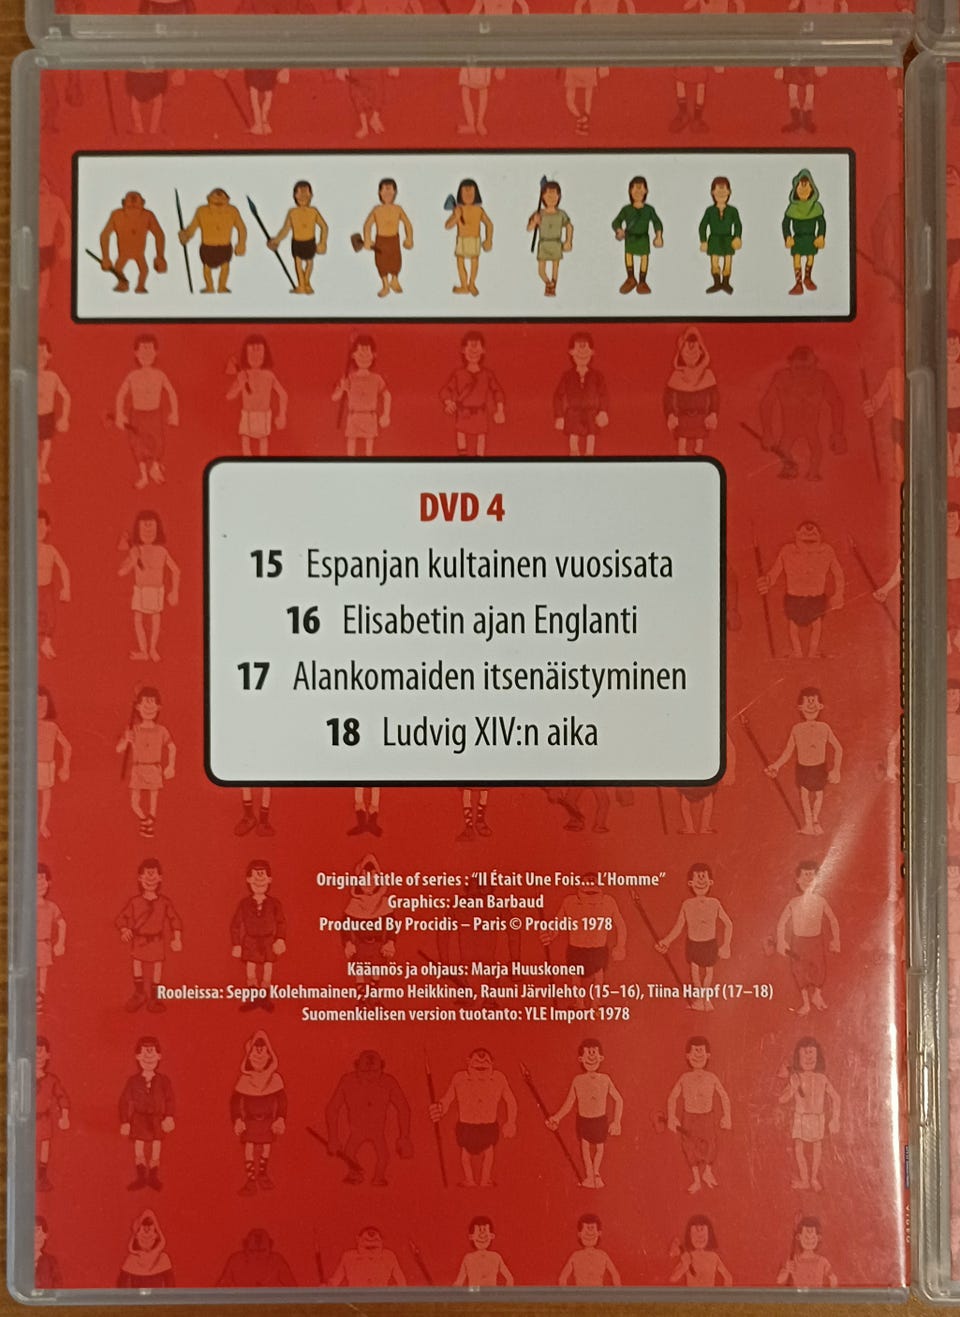 DVD 4
15 Espanjan kultainen vuosisata
16 Elisabetin ajan Englanti
17 Alankomaiden itsenäistyminen
18 Ludvig XIV:n aika
Original title of series : “Il Était Une Fois... L’Homme”
Graphics: Jean Barbaud
Produced By Procidis – Paris © Procidis 1978
Käännös ja ohjaus: Marja Huuskonen
Rooleissa: Seppo Kolehmainen, Jarmo Heikkinen, Rauni Järvilehto (15–16), Tiina Harpf (17–18)
Suomenkielisen version tuotanto: YLE Import 1978